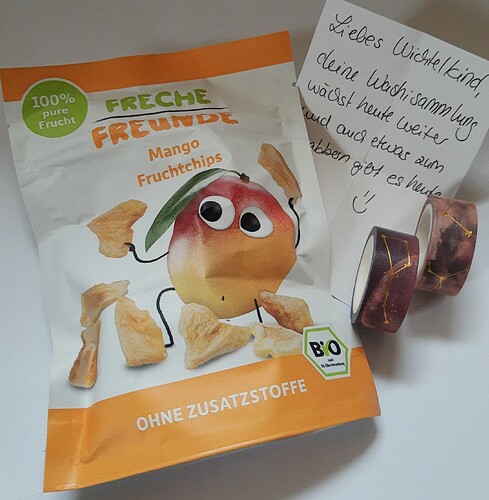 100%
pure
Frucht
FRECHE
FREUNDE
Mango
Fruchtchips
BIO
OHNE ZUSATZSTOFFE
Liebes Wichtelkind,
deine Washisammlung
wächst heute weiter
und auch etwas zum
abbern gibt es heute